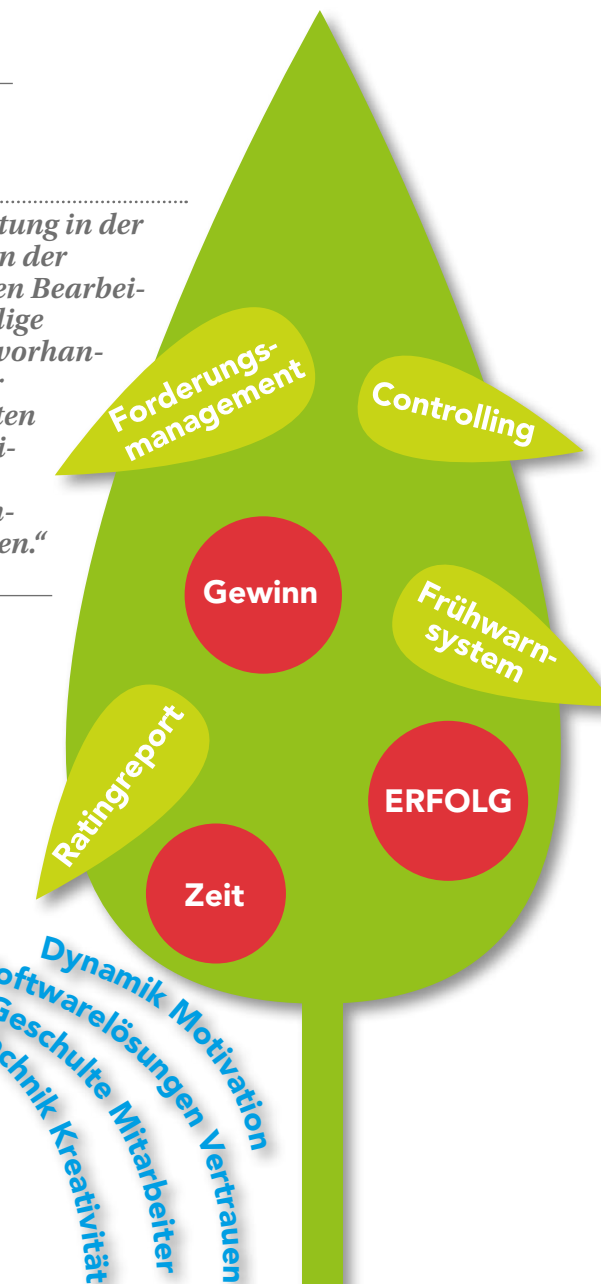 tung in der
n der
en Bearbei-
dige
vorhan-
ten
i-
n-
en.“
Forderungs-
management
Controlling
Gewinn
Frühwarn-
system
Ratingreport
ERFOLG
Zeit
Dynamik Motivation
oftwarelösungen Vertrauen
Geschulte Mitarbeiter
chnik Kreativität